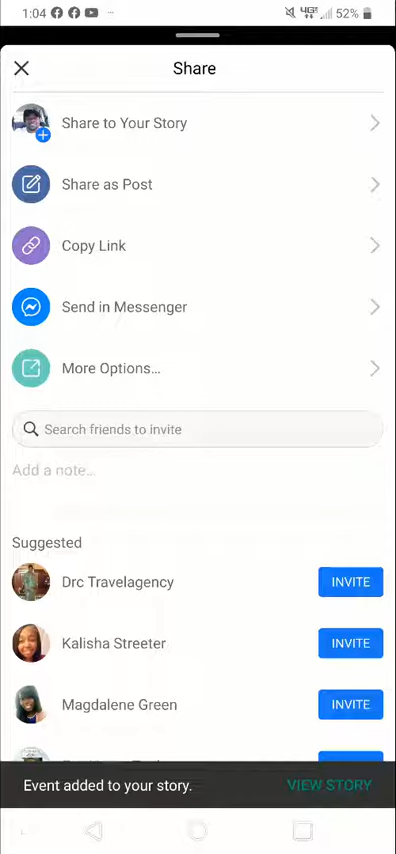 1:04 52%
Share
Share to Your Story
Share as Post
Copy Link
Send in Messenger
More Options...
Search friends to invite
Add a note...
Suggested
Drc Travelagency INVITE
Kalisha Streeter INVITE
Magdalene Green INVITE
Event added to your story. VIEW STORY